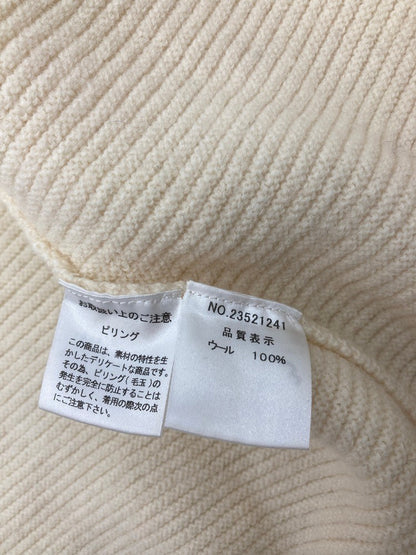 お取扱い上のご注意
ピリング
この商品は、素材の特性を生
かしたデリケートな商品です。
その為、ピリング(毛玉)の
発生を完全に防止することは
むずかしく、着用の際次の点
にご注意下さい。
NO.23521241
品質表示
ウール 100%